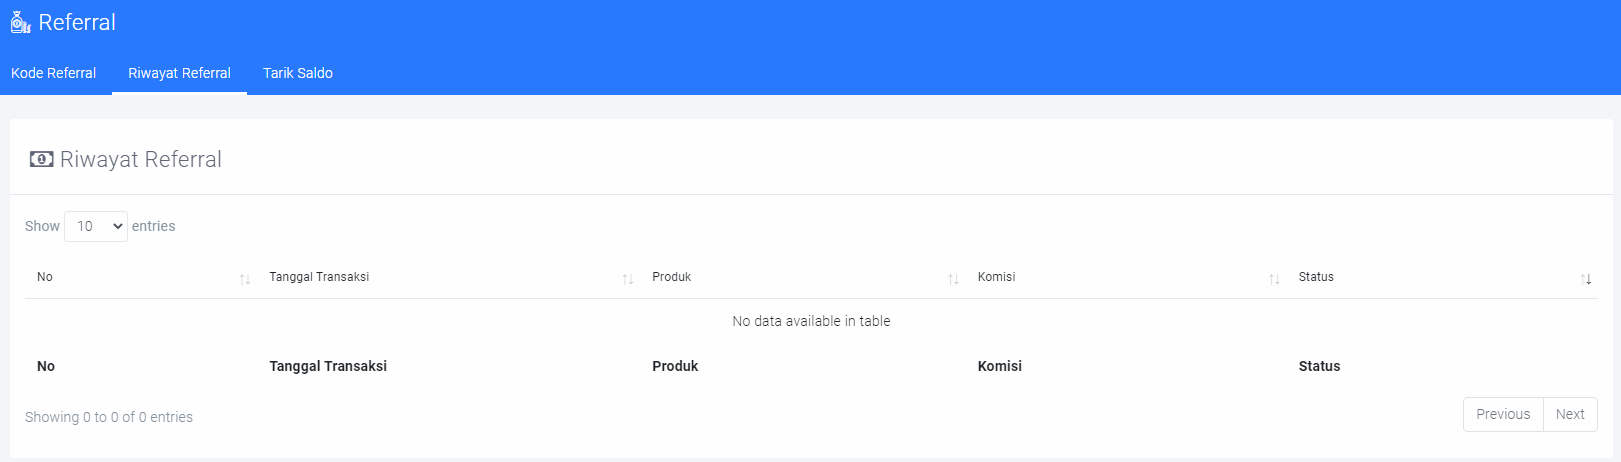 Referral
Kode Referral Riwayat Referral Tarik Saldo
Riwayat Referral
Show 10 entries
No Tanggal Transaksi Produk Komisi Status
No data available in table
No Tanggal Transaksi Produk Komisi Status
Showing 0 to 0 of 0 entries
Previous Next